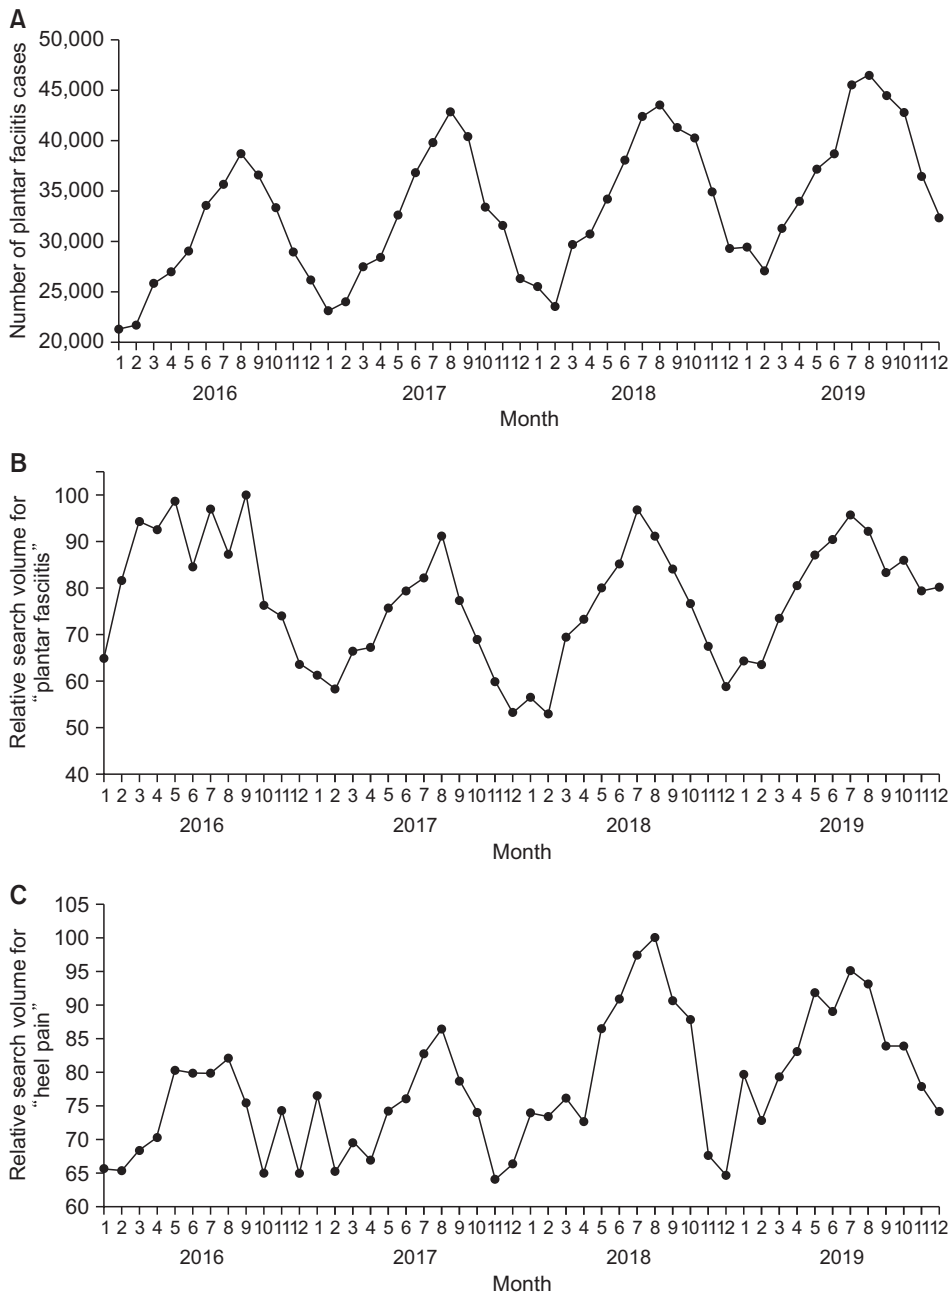 A
Number of plantar faciitis cases
50,000
45,000
40,000
35,000
30,000
25,000
20,000
1 2 3 4 5 6 7 8 9 10 11 12 1 2 3 4 5 6 7 8 9 10 11 12 1 2 3 4 5 6 7 8 9 10 11 12 1 2 3 4 5 6 7 8 9 10 11 12
2016 2017 2018 2019
Month
B
Relative search volume for
“plantar fasciitis”
100
90
80
70
60
50
40
1 2 3 4 5 6 7 8 9 10 11 12 1 2 3 4 5 6 7 8 9 10 11 12 1 2 3 4 5 6 7 8 9 10 11 12 1 2 3 4 5 6 7 8 9 10 11 12
2016 2017 2018 2019
Month
C
Relative search volume for
“heel pain”
105
100
95
90
85
80
75
70
65
60
1 2 3 4 5 6 7 8 9 10 11 12 1 2 3 4 5 6 7 8 9 10 11 12 1 2 3 4 5 6 7 8 9 10 11 12 1 2 3 4 5 6 7 8 9 10 11 12
2016 2017 2018 2019
Month